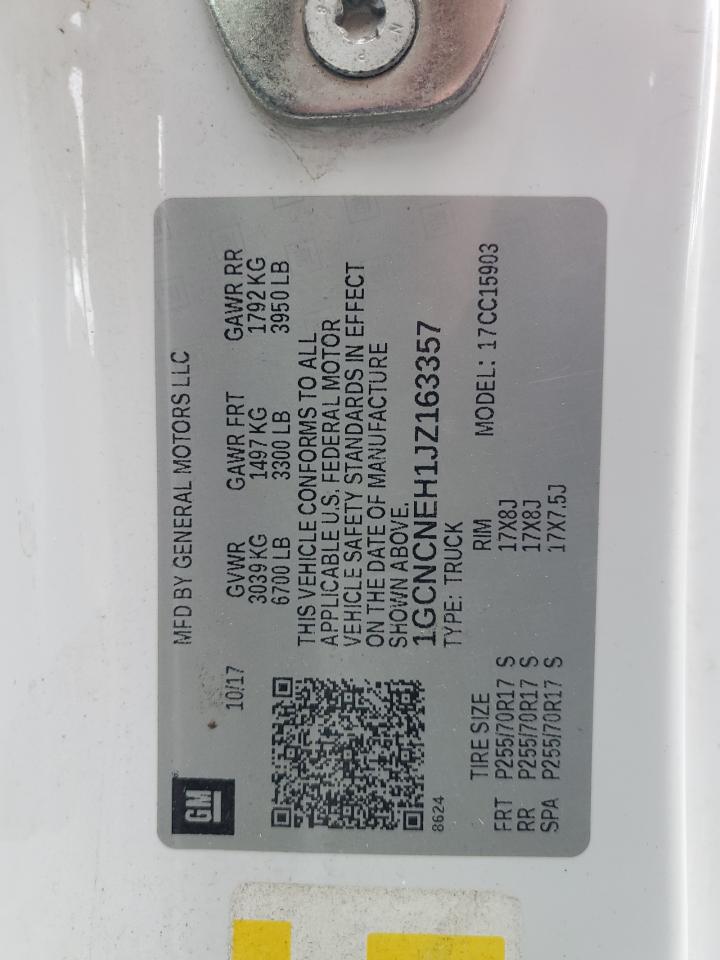 GM
MFD BY GENERAL MOTORS LLC
10/17
GVWR GAWR FRT GAWR RR
3039 KG 1497 KG 1792 KG
6700 LB 3300 LB 3950 LB
THIS VEHICLE CONFORMS TO ALL
APPLICABLE U.S. FEDERAL MOTOR
VEHICLE SAFETY STANDARDS IN EFFECT
ON THE DATE OF MANUFACTURE
SHOWN ABOVE.
1GCNCNEH1JZ163357
8624
TYPE: TRUCK
TIRE SIZE RIM MODEL: 17CC15903
FRT P255/70R17 S 17X8J
RR P255/70R17 S 17X8J
SPA P255/70R17 S 17X7.5J